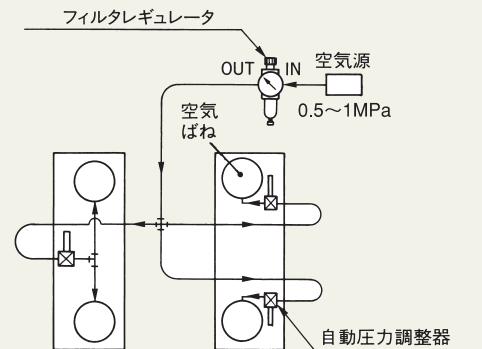 フィルタレギュレータ
OUT IN
空気源
0.5～1MPa
空気
ばね
自動圧力調整器